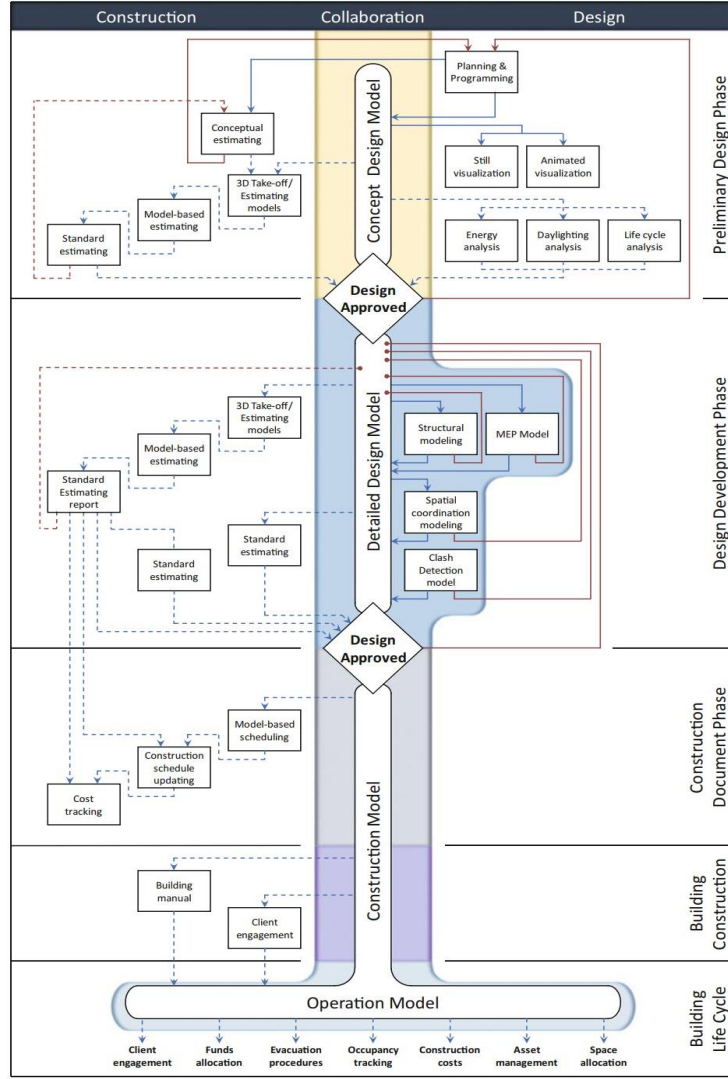 Construction
Collaboration
Design
Planning &
Programming
Conceptual
estimating
Still
visualization
Animated
visualization
3D Take-off/
Estimating
models
Model-based
estimating
Standard
estimating
Energy
analysis
Daylighting
analysis
Life cycle
analysis
Concept Design Model
Preliminary Design Phase
Design
Approved
3D Take-off/
Estimating
models
Model-based
estimating
Standard
Estimating
report
Standard
estimating
Standard
estimating
Structural
modeling
MEP Model
Spatial
coordination
modeling
Clash
Detection
model
Detailed Design Model
Design Development Phase
Design
Approved
Model-based
scheduling
Construction
schedule
updating
Cost
tracking
Construction
Document Phase
Construction Model
Building
manual
Client
engagement
Building
Construction
Operation Model
Building
Life Cycle
Client
engagement
Funds
allocation
Evacuation
procedures
Occupancy
tracking
Construction
costs
Asset
management
Space
allocation